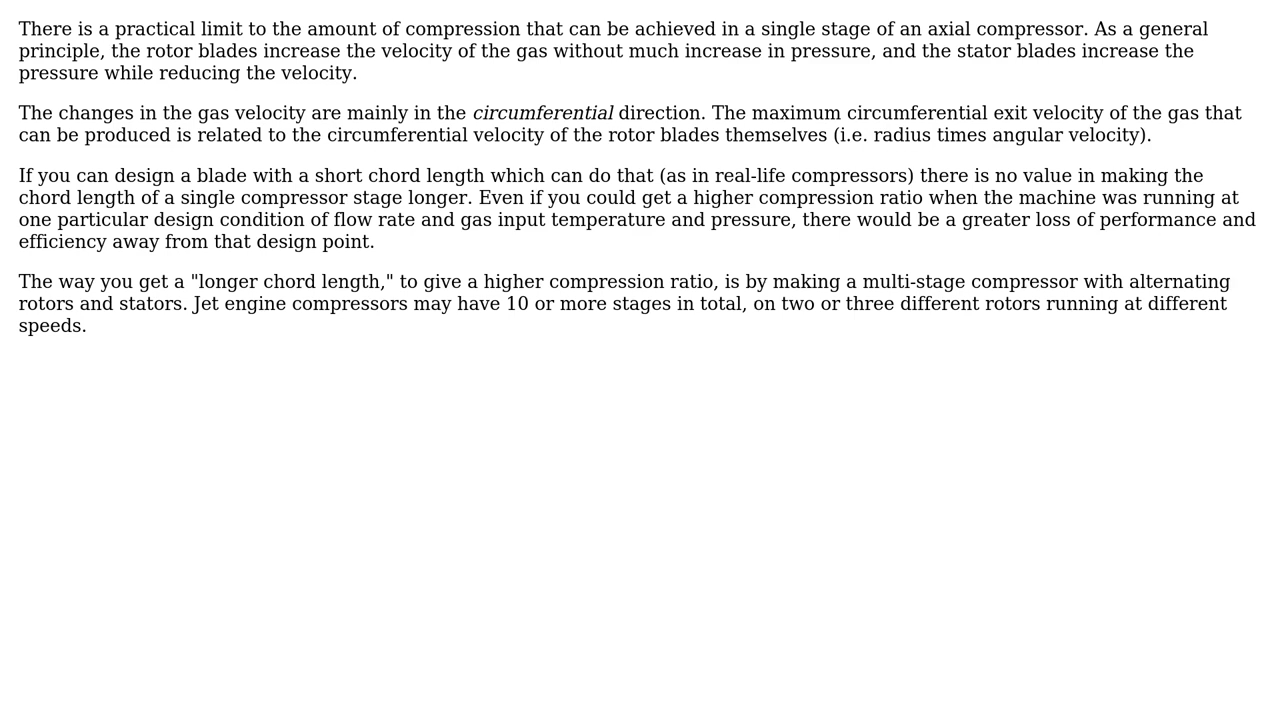 There is a practical limit to the amount of compression that can be achieved in a single stage of an axial compressor. As a general
principle, the rotor blades increase the velocity of the gas without much increase in pressure, and the stator blades increase the
pressure while reducing the velocity.
The changes in the gas velocity are mainly in the circumferential direction. The maximum circumferential exit velocity of the gas that
can be produced is related to the circumferential velocity of the rotor blades themselves (i.e. radius times angular velocity).
If you can design a blade with a short chord length which can do that (as in real-life compressors) there is no value in making the
chord length of a single compressor stage longer. Even if you could get a higher compression ratio when the machine was running at
one particular design condition of flow rate and gas input temperature and pressure, there would be a greater loss of performance and
efficiency away from that design point.
The way you get a "longer chord length," to give a higher compression ratio, is by making a multi-stage compressor with alternating
rotors and stators. Jet engine compressors may have 10 or more stages in total, on two or three different rotors running at different
speeds.